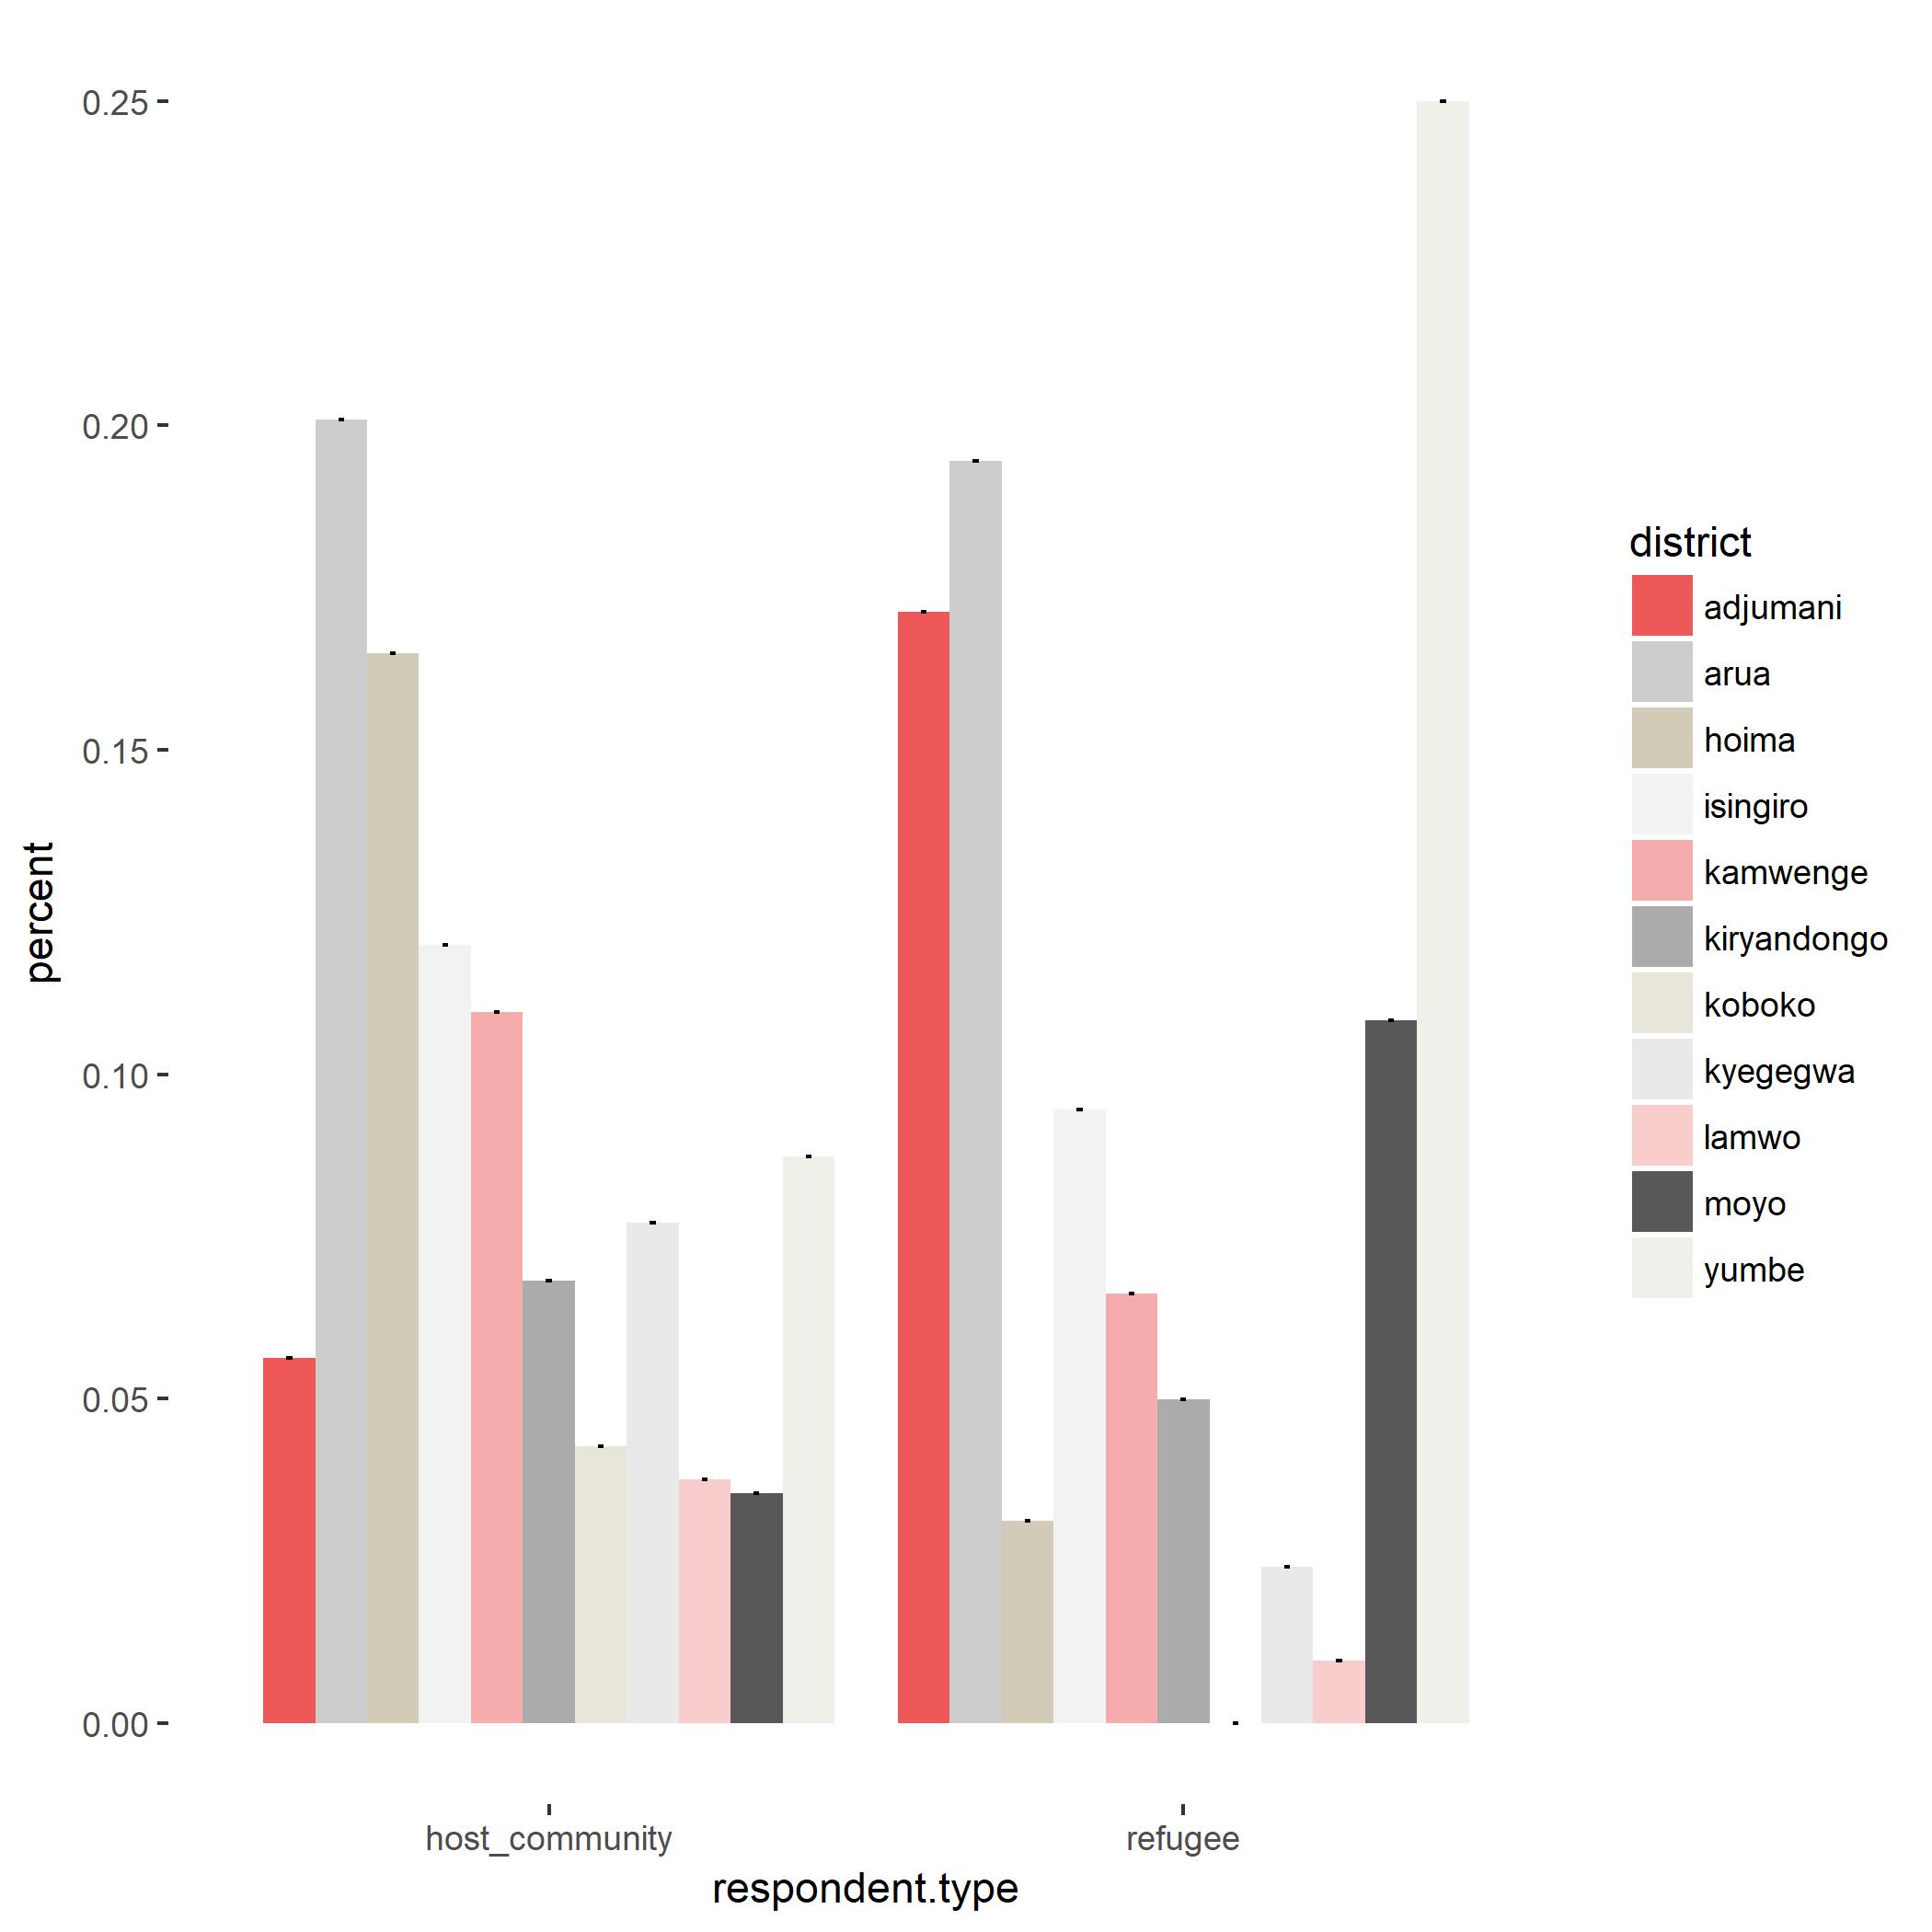 0.25
0.20
0.15
0.10
0.05
0.00
percent
host_community
refugee
respondent.type
district
adjumani
arua
hoima
isingiro
kamwenge
kiryandongo
koboko
kyegegwa
lamwo
moyo
yumbe